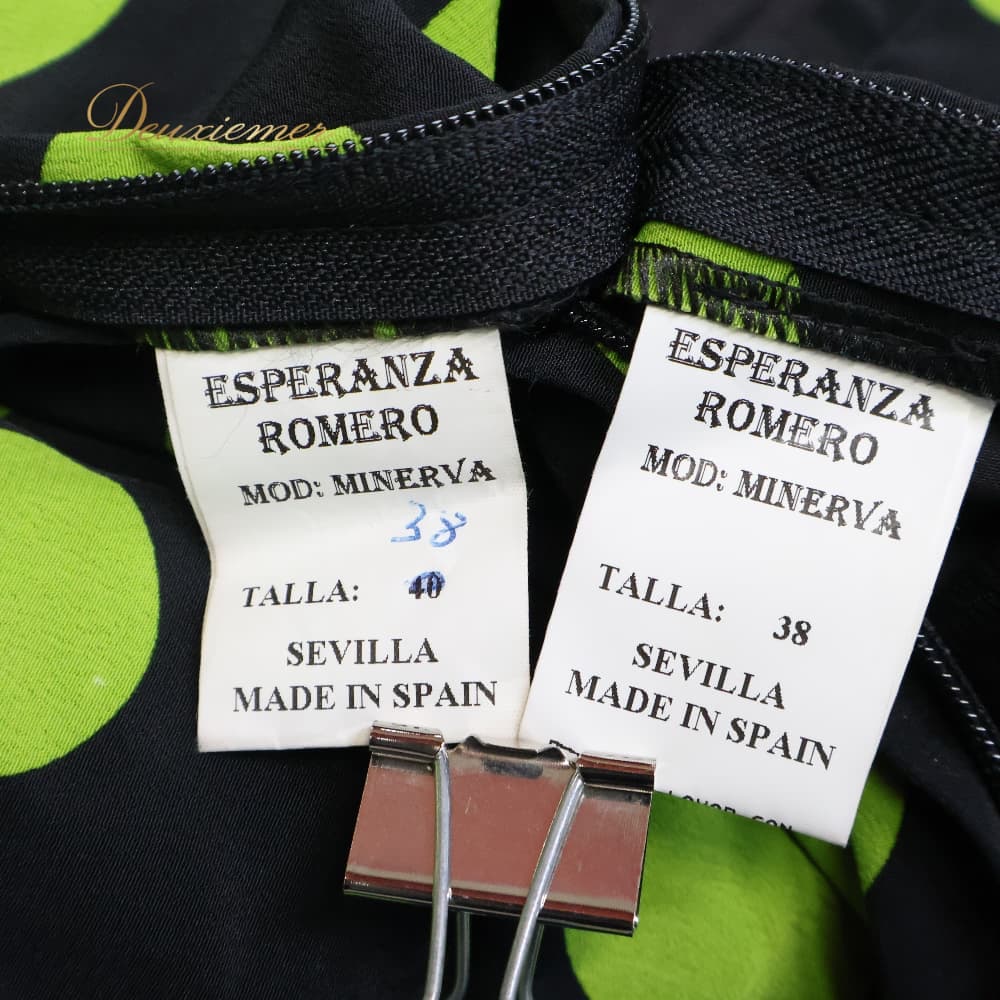 Deuxiemer
ESPERANZA
ROMERO
MOD: MINERVA
38
TALLA: 40
SEVILLA
MADE IN SPAIN
ESPERANZA
ROMERO
MOD: MINERVA
TALLA: 38
SEVILLA
MADE IN SPAIN